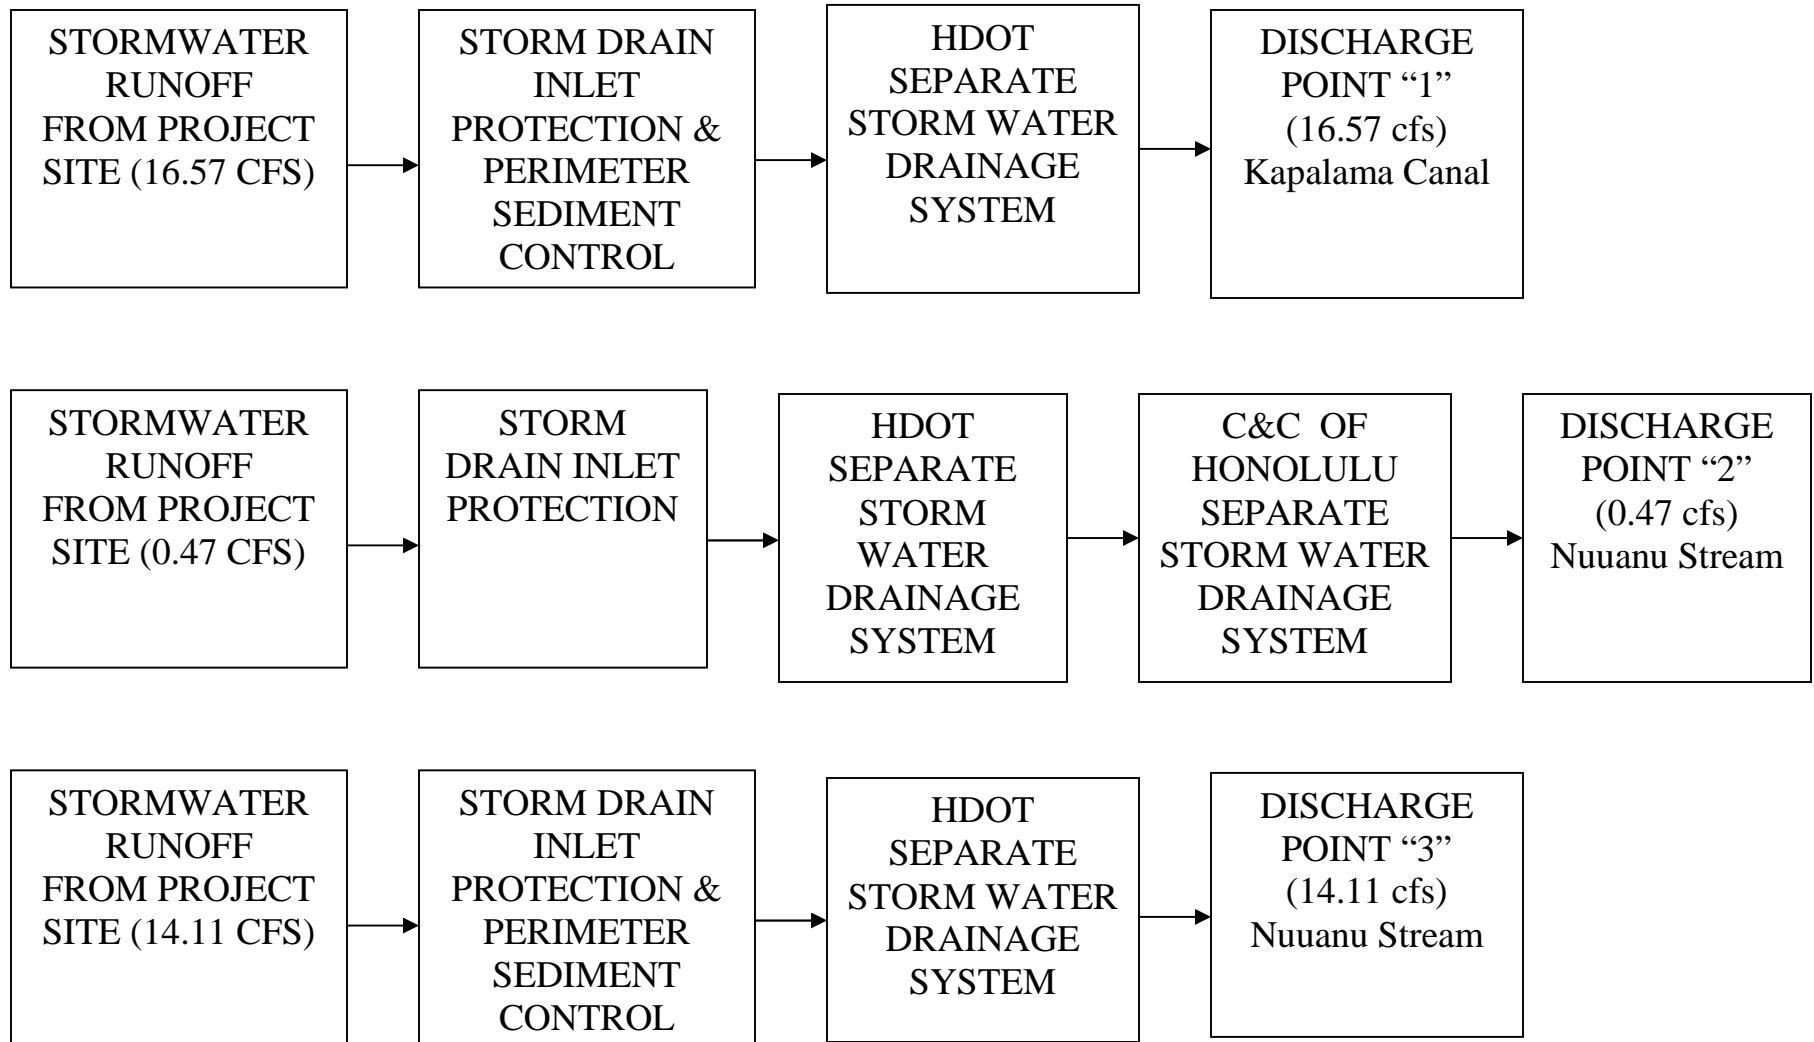 STORMWATER
RUNOFF
FROM PROJECT
SITE (16.57 CFS)
STORM DRAIN
INLET
PROTECTION &
PERIMETER
SEDIMENT
CONTROL
HDOT
SEPARATE
STORM WATER
DRAINAGE
SYSTEM
DISCHARGE
POINT “1”
(16.57 cfs)
Kapalama Canal
STORMWATER
RUNOFF
FROM PROJECT
SITE (0.47 CFS)
STORM
DRAIN INLET
PROTECTION
HDOT
SEPARATE
STORM
WATER
DRAINAGE
SYSTEM
C&C OF
HONOLULU
SEPARATE
STORM WATER
DRAINAGE
SYSTEM
DISCHARGE
POINT “2”
(0.47 cfs)
Nuuanu Stream
STORMWATER
RUNOFF
FROM PROJECT
SITE (14.11 CFS)
STORM DRAIN
INLET
PROTECTION &
PERIMETER
SEDIMENT
CONTROL
HDOT
SEPARATE
STORM WATER
DRAINAGE
SYSTEM
DISCHARGE
POINT “3”
(14.11 cfs)
Nuuanu Stream